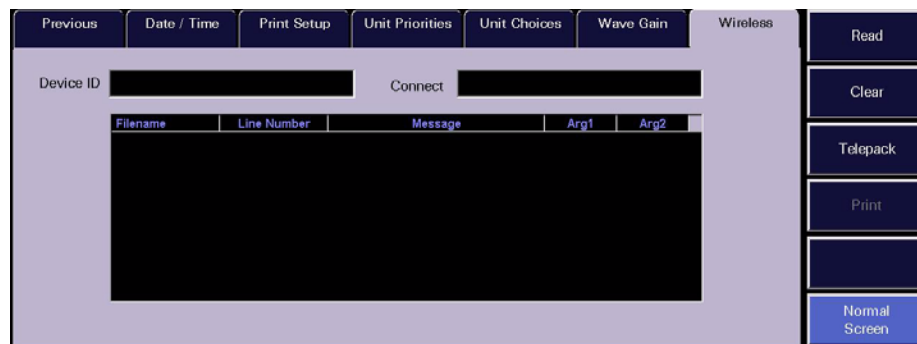 Previous Date / Time Print Setup Unit Priorities Unit Choices Wave Gain Wireless
Read
Device ID Connect
Clear
Filename Line Number Message Arg1 Arg2
Telepack
Print
Normal
Screen